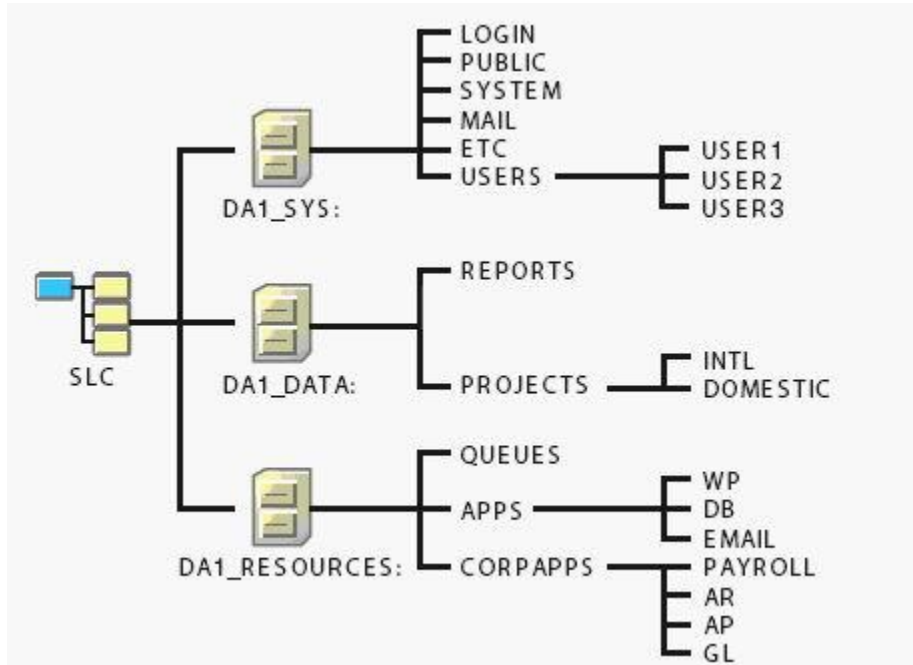 LOGIN
PUBLIC
SYSTEM
MAIL
ETC
USERS
USER1
USER2
USER3
DA1_SYS:
REPORTS
PROJECTS
INTL
DOMESTIC
SLC
DA1_DATA:
QUEUES
APPS
WP
DB
EMAIL
DA1_RESOURCES:
CORPAPPS
PAYROLL
AR
AP
GL